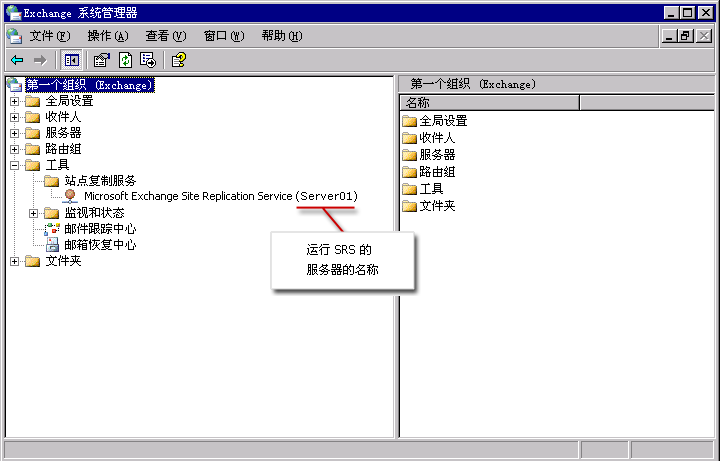 Exchange 系统管理器
文件(F) 操作(A) 查看(V) 窗口(W) 帮助(H)
第一个组织 (Exchange)
全局设置
收件人
服务器
路由组
工具
站点复制服务
Microsoft Exchange Site Replication Service (Server01)
监视和状态
邮件跟踪中心
邮箱恢复中心
文件夹
运行 SRS 的
服务器的名称
第一个组织 (Exchange)
名称
全局设置
收件人
服务器
路由组
工具
文件夹